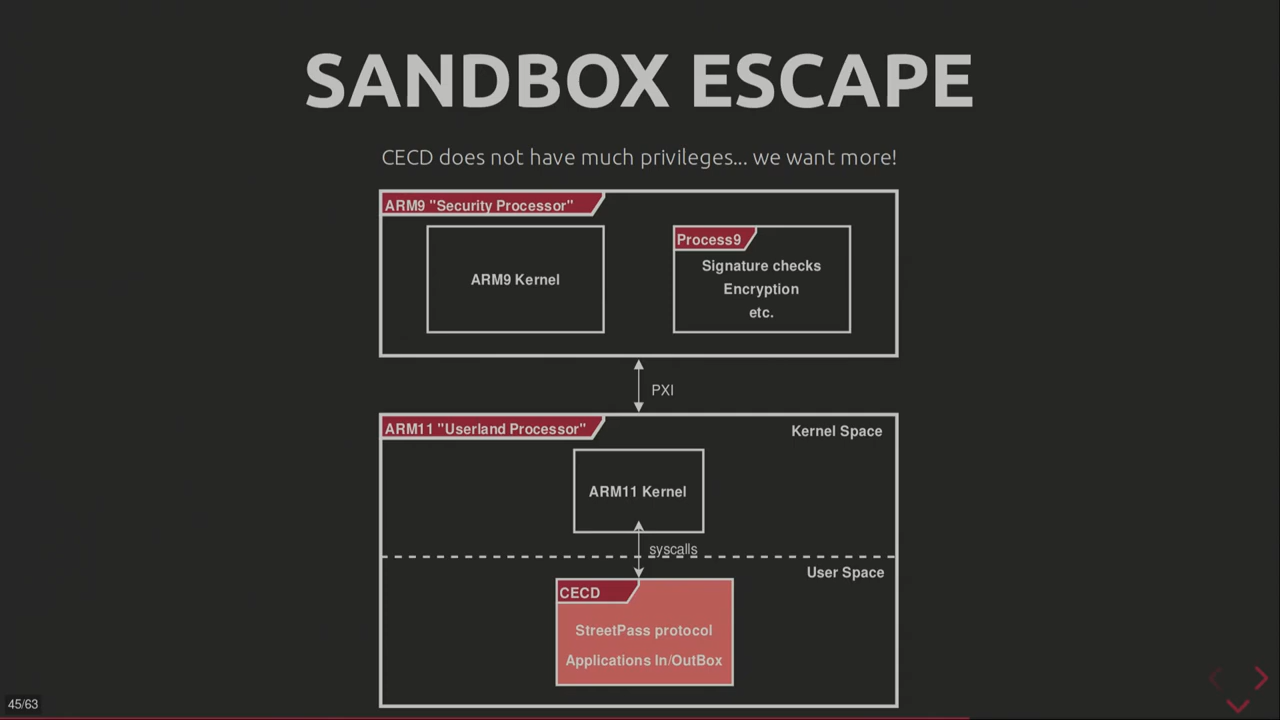 SANDBOX ESCAPE
CECD does not have much privileges... we want more!
ARM9 "Security Processor"
ARM9 Kernel
Process9
Signature checks
Encryption
etc.
PXI
ARM11 "Userland Processor"
Kernel Space
ARM11 Kernel
syscalls
User Space
CECD
StreetPass protocol
Applications In/OutBox
45/63